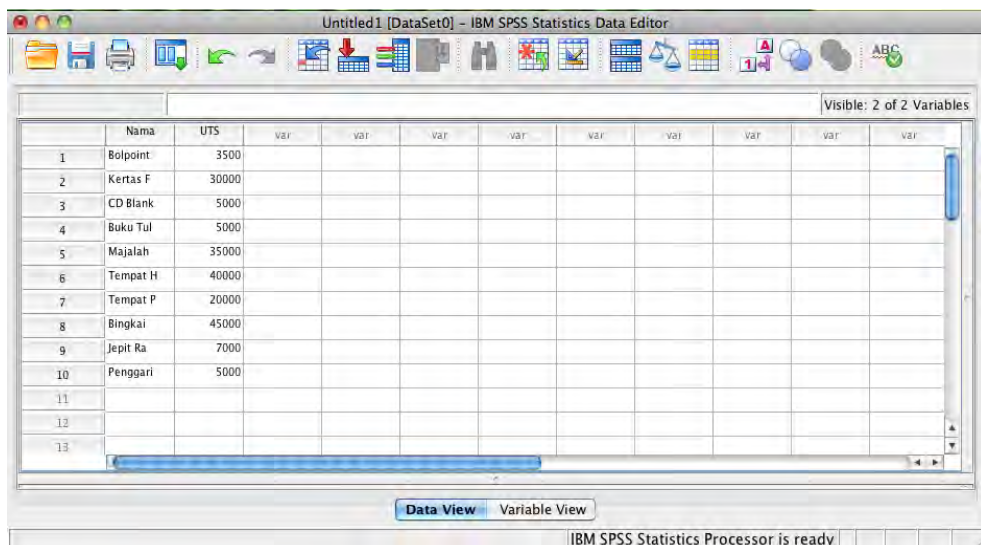 Untitled1 [DataSet0] – IBM SPSS Statistics Data Editor
A
1
ABC
Visible: 2 of 2 Variables
Nama UTS var var var var var var var var var
1 Bolpoint 3500
2 Kertas F 30000
3 CD Blank 5000
4 Buku Tul 5000
5 Majalah 35000
6 Tempat H 40000
7 Tempat P 20000
8 Bingkai 45000
9 Jepit Ra 7000
10 Penggari 5000
11
12
13
Data View Variable View
IBM SPSS Statistics Processor is ready